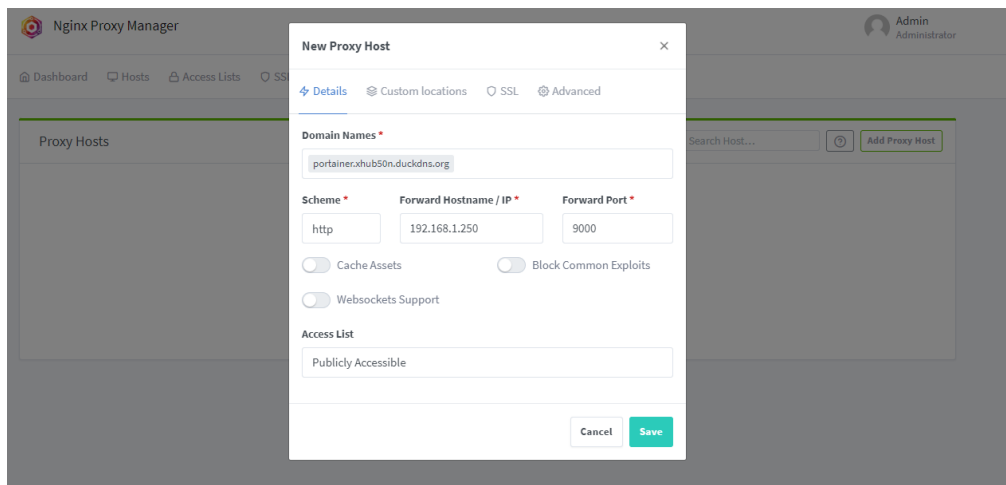 Nginx Proxy Manager
Admin
Administrator
Dashboard Hosts Access Lists SS
Proxy Hosts
Search Host...
Add Proxy Host
New Proxy Host
Details Custom locations SSL Advanced
Domain Names *
portainer.xhub50n.duckdns.org
Scheme * Forward Hostname / IP * Forward Port *
http 192.168.1.250 9000
Cache Assets Block Common Exploits
Websockets Support
Access List
Publicly Accessible
Cancel Save